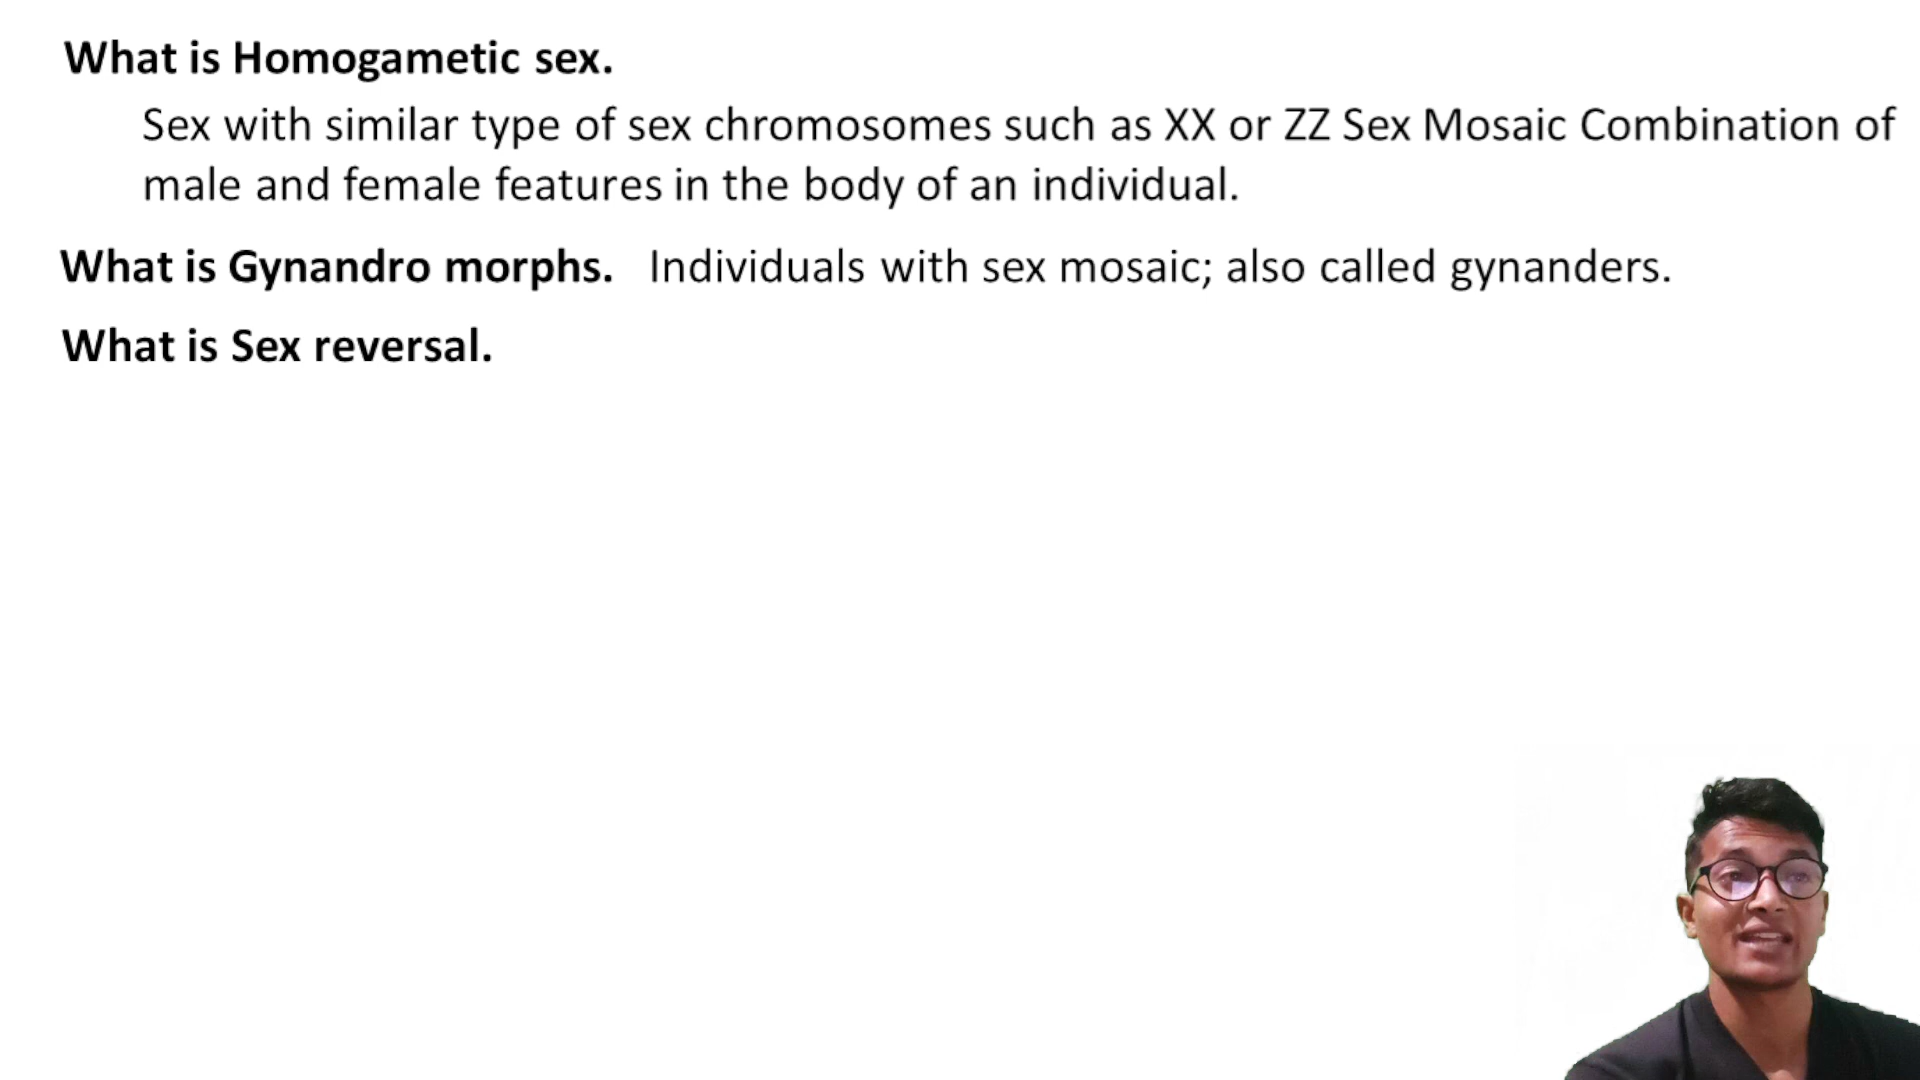 What is Homogametic sex.
Sex with similar type of sex chromosomes such as XX or ZZ Sex Mosaic Combination of
male and female features in the body of an individual.
What is Gynandro morphs. Individuals with sex mosaic; also called gynanders.
What is Sex reversal.